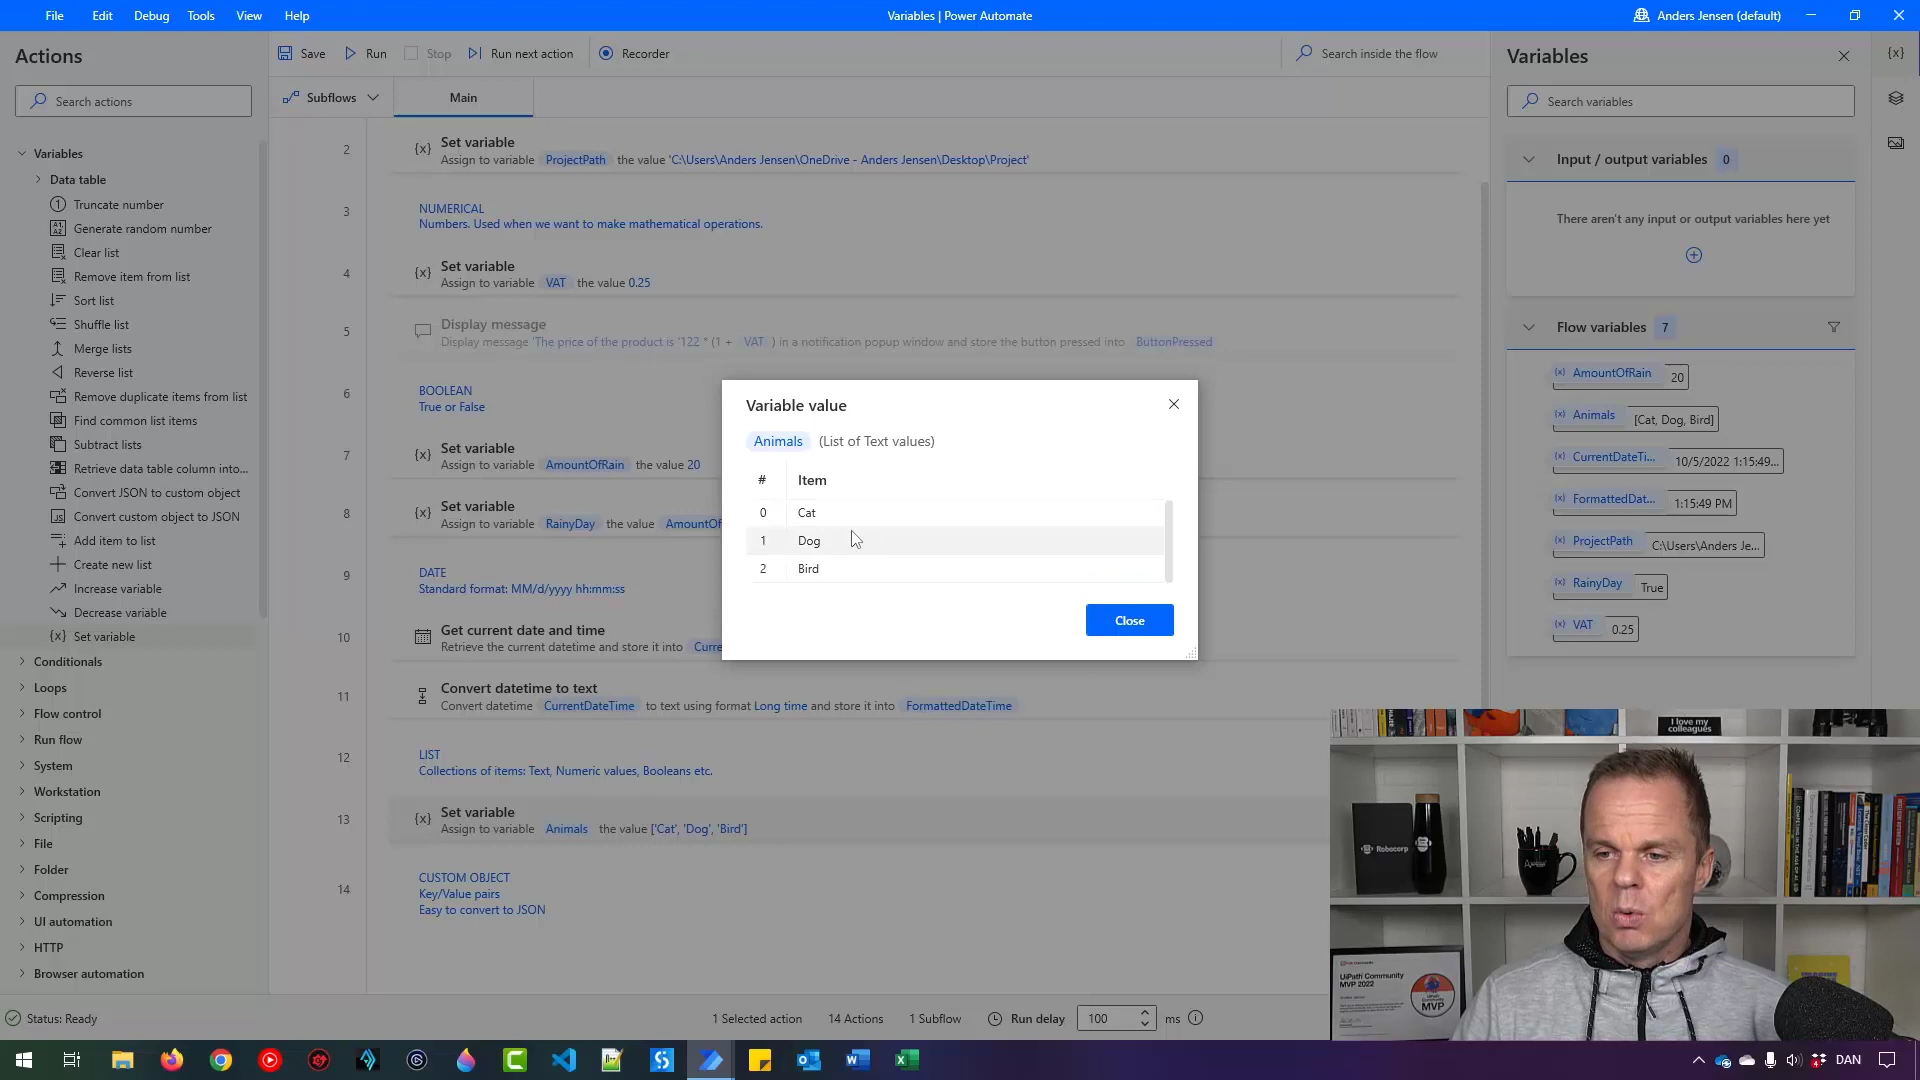 File Edit Debug Tools View Help
Variables | Power Automate
Anders Jensen (default)
Actions
Search actions
Variables
Data table
Truncate number
Generate random number
Clear list
Remove item from list
Sort list
Shuffle list
Merge lists
Reverse list
Remove duplicate items from list
Find common list items
Subtract lists
Retrieve data table column into...
Convert JSON to custom object
Convert custom object to JSON
Add item to list
Create new list
Increase variable
Decrease variable
{x} Set variable
Conditionals
Loops
Flow control
Run flow
System
Workstation
Scripting
File
Folder
Compression
UI automation
HTTP
Browser automation
Save Run Stop Run next action Recorder
Search inside the flow
Subflows Main
2 {x} Set variable
Assign to variable ProjectPath the value 'C:\Users\Anders Jensen\OneDrive - Anders Jensen\Desktop\Project'
3 NUMERICAL
Numbers. Used when we want to make mathematical operations.
4 {x} Set variable
Assign to variable VAT the value 0.25
5 Display message
Display message 'The price of the product is '122 * (1 + VAT ) in a notification popup window and store the button pressed into ButtonPressed
6 BOOLEAN
True or False
7 {x} Set variable
Assign to variable AmountOfRain the value 20
8 {x} Set variable
Assign to variable RainyDay the value AmountOf
9 DATE
Standard format: MM/d/yyyy hh:mm:ss
10 Get current date and time
Retrieve the current datetime and store it into Curre
11 Convert datetime to text
Convert datetime CurrentDateTime to text using format Long time and store it into FormattedDateTime
12 LIST
Collections of items: Text, Numeric values, Booleans etc.
13 {x} Set variable
Assign to variable Animals the value ['Cat', 'Dog', 'Bird']
14 CUSTOM OBJECT
Key/Value pairs
Easy to convert to JSON
Variable value
Animals (List of Text values)
# Item
0 Cat
1 Dog
2 Bird
Close
Variables
{x}
Search variables
Input / output variables 0
There aren't any input or output variables here yet
Flow variables 7
{x} AmountOfRain 20
{x} Animals [Cat, Dog, Bird]
{x} CurrentDateTi... 10/5/2022 1:15:49...
{x} FormattedDat... 1:15:49 PM
{x} ProjectPath C:\Users\Anders Je...
{x} RainyDay True
{x} VAT 0.25
I love my
colleagues
Robocorp
UiPath Community
MVP 2022
MVP
Status: Ready
1 Selected action 14 Actions 1 Subflow Run delay 100 ms
DAN